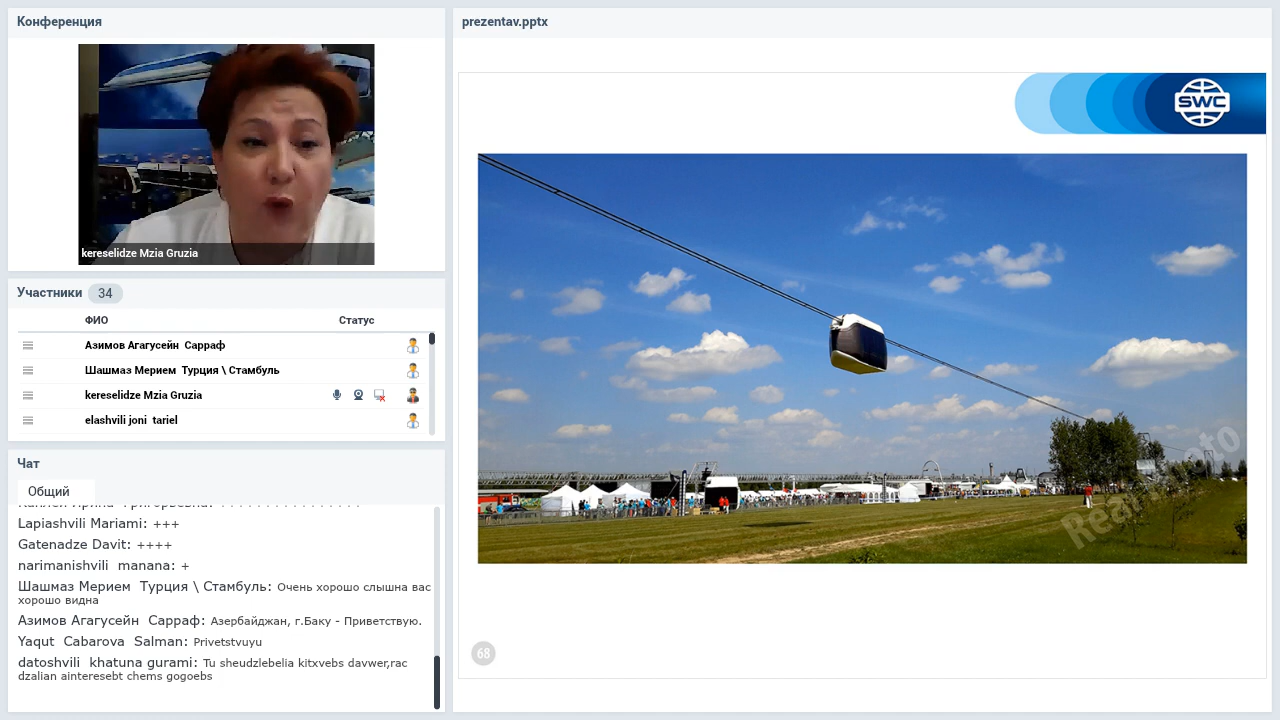 Конференция
kereselidze Mzia Gruzia
Участники 34
ФИО Статус
Азимов Агагусейн Сарраф
Шашмаз Мерием Турция \ Стамбуль
kereselidze Mzia Gruzia
elashvili joni tariel
Чат
Общий
Lapiashvili Mariami: +++
Gatenadze Davit: ++++
narimanishvili manana: +
Шашмаз Мерием Турция \ Стамбуль: Очень хорошо слышна вас
хорошо видна
Азимов Агагусейн Сарраф: Азербайджан, г.Баку - Приветствую.
Yaqut Cabarova Salman: Privetstvuyu
datoshvili khatuna gurami: Tu sheudzlebelia kitxvebs davwer,rac
dzalian ainteresebt chems gogoebs
prezentav.pptx
SWC
68